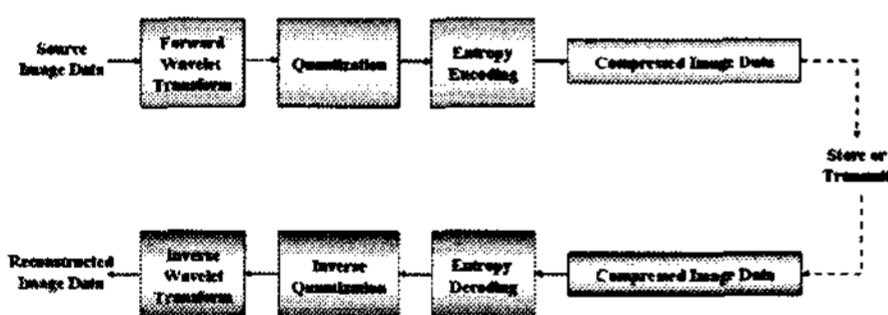 Source
Image Data
Forward
Wavelet
Transform
Quantization
Entropy
Encoding
Compressed Image Data
Store or
Transmit
Reconstructed
Image Data
Inverse
Wavelet
Transform
Inverse
Quantization
Entropy
Decoding
Compressed Image Data